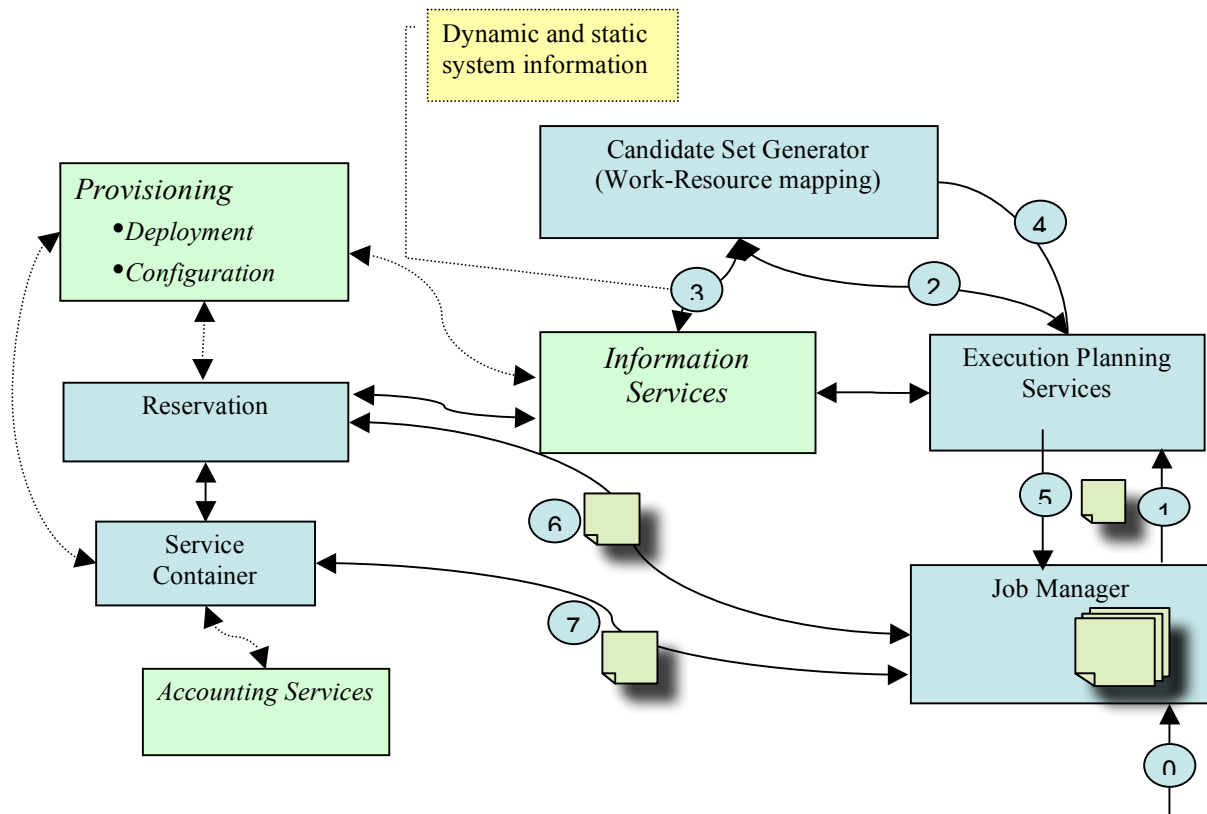 Dynamic and static
system information
Candidate Set Generator
(Work-Resource mapping)
Provisioning
•Deployment
•Configuration
4
3
2
Information
Services
Execution Planning
Services
Reservation
5
1
6
Service
Container
Job Manager
7
Accounting Services
0